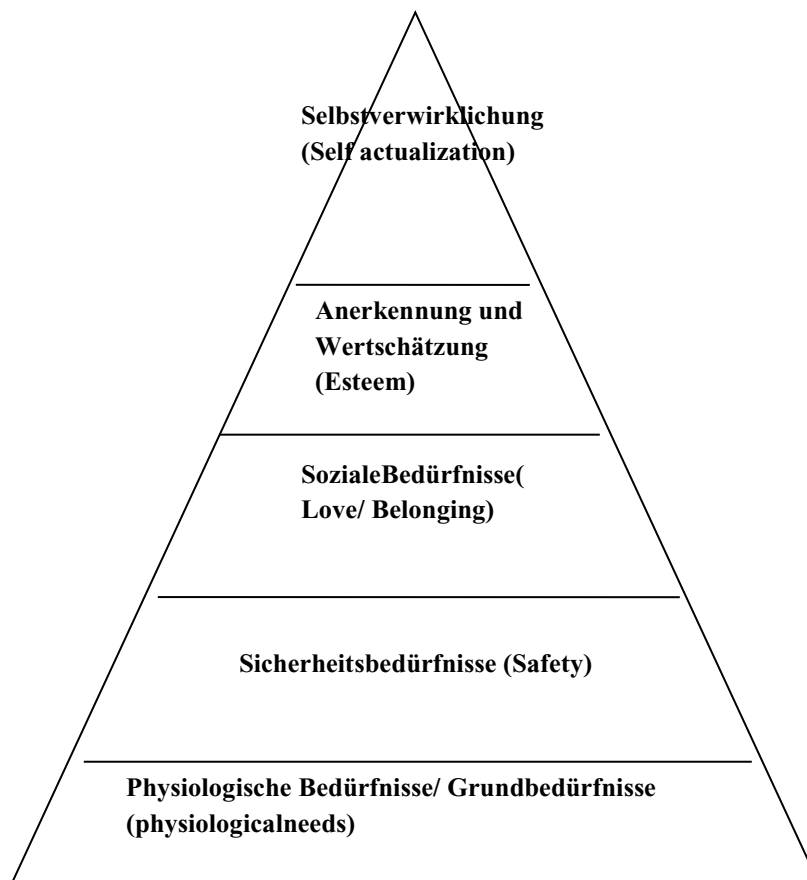 Selbstverwirklichung
(Self actualization)
Anerkennung und
Wertschätzung
(Esteem)
SozialeBedürfnisse(
Love/ Belonging)
Sicherheitsbedürfnisse (Safety)
Physiologische Bedürfnisse/ Grundbedürfnisse
(physiologicalneeds)